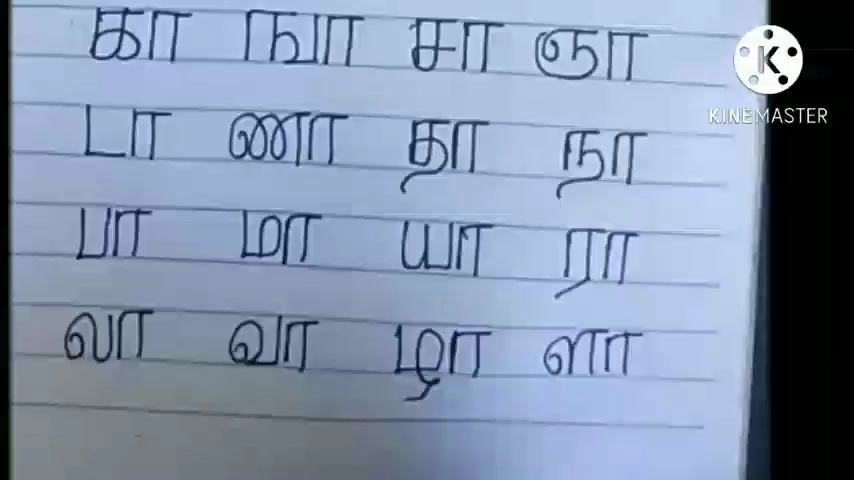 கா ஙா சா ஞா
டா ணா தா நா
பா மா யா ரா
லா வா ழா ளா
KINEMASTER